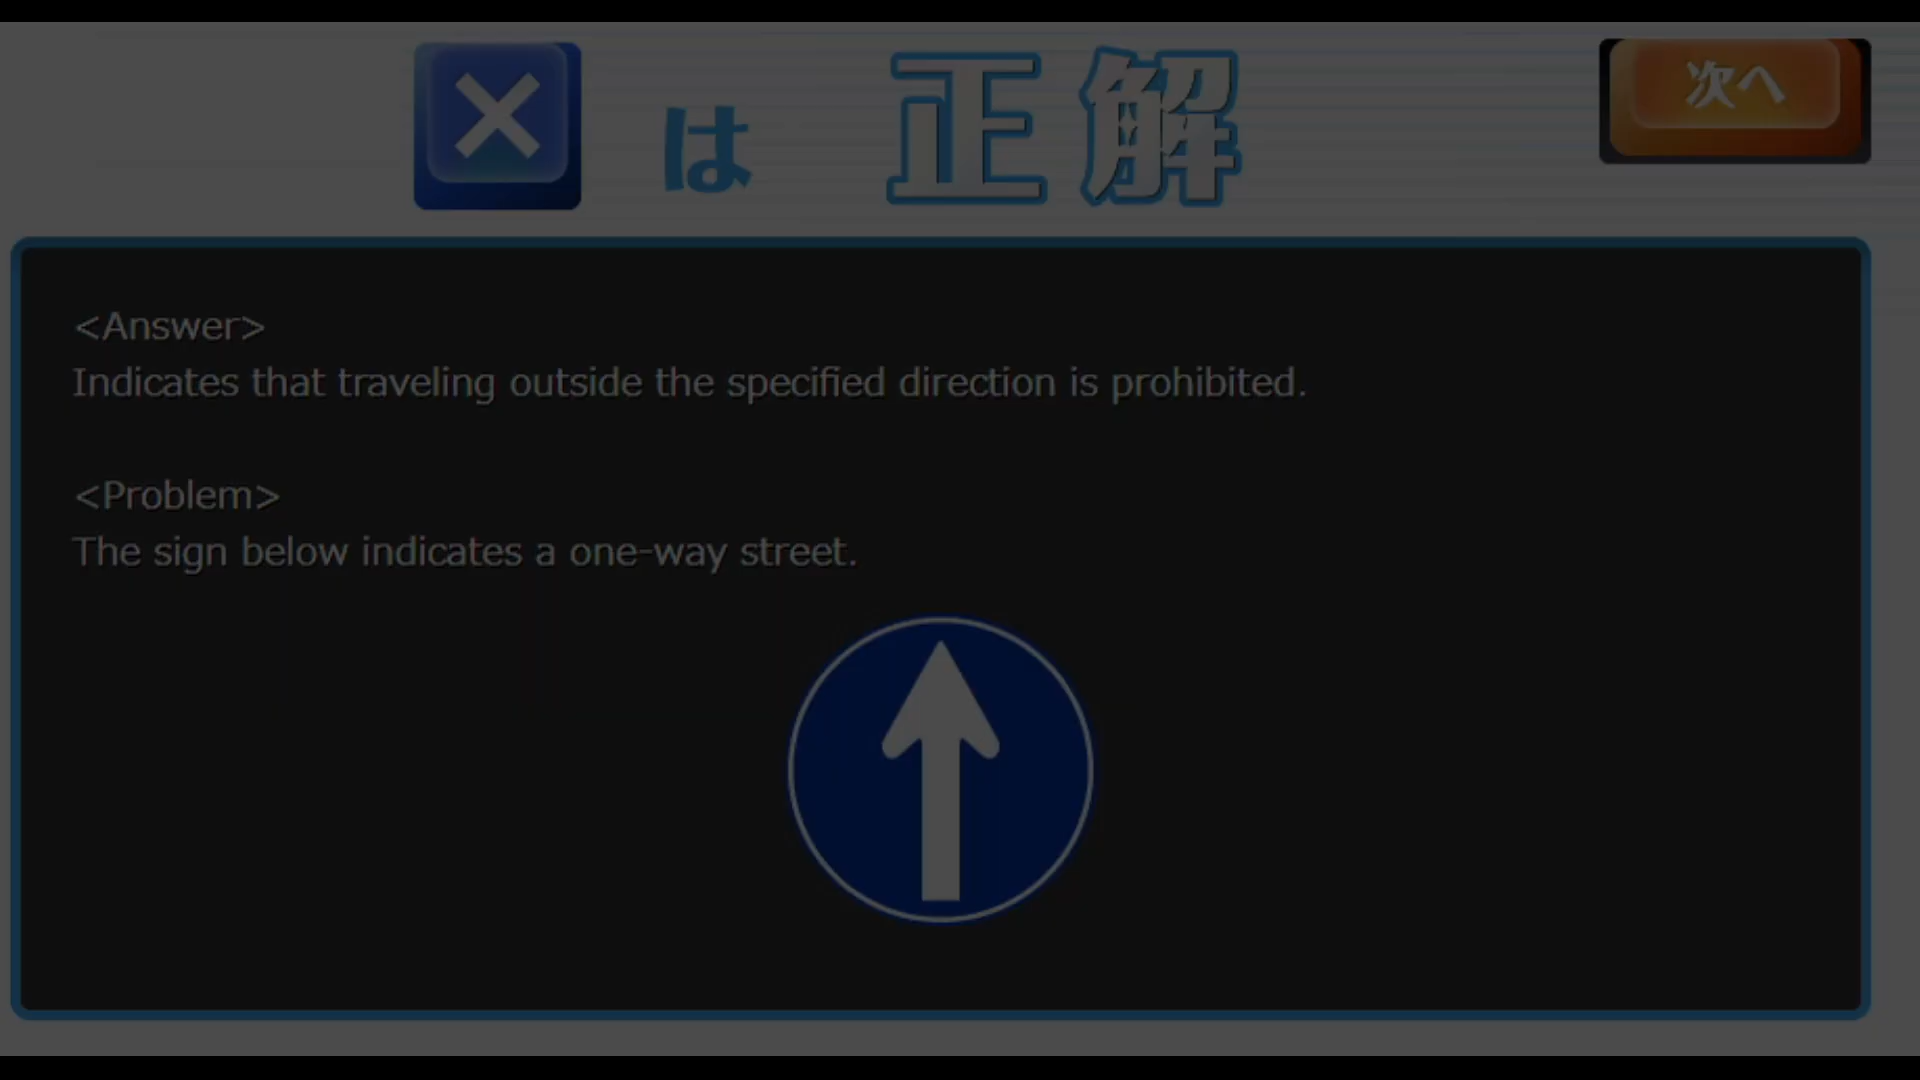 × は 正解
次へ
<Answer>
Indicates that traveling outside the specified direction is prohibited.
<Problem>
The sign below indicates a one-way street.